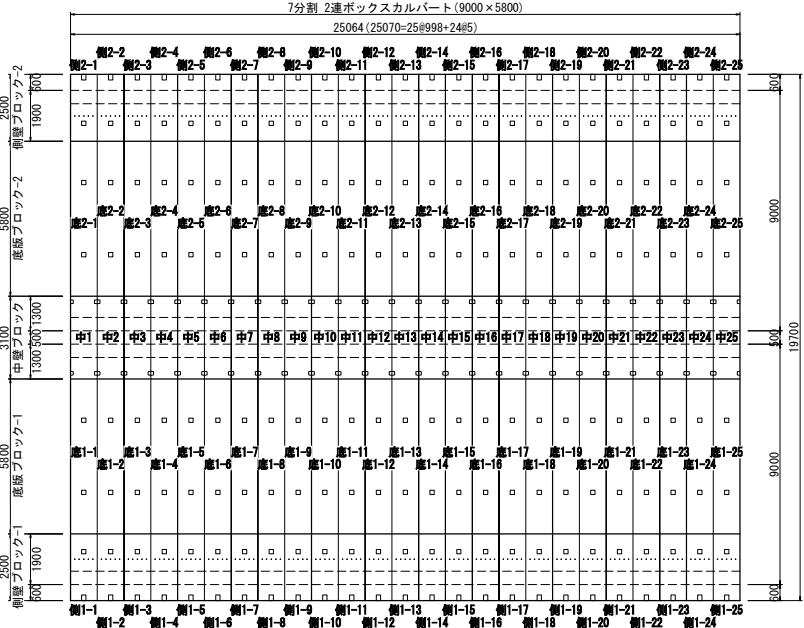 7分割 2連ボックスカルバート(9000×5800)
25064(25070=25@998+24@5)
側2-2 側2-4 側2-6 側2-8 側2-10 側2-12 側2-14 側2-16 側2-18 側2-20 側2-22 側2-24
側2-1 側2-3 側2-5 側2-7 側2-9 側2-11 側2-13 側2-15 側2-17 側2-19 側2-21 側2-23 側2-25
側壁ブロック-2
2500
600
1900
600
底版ブロック-2
5800
9000
底2-2 底2-4 底2-6 底2-8 底2-10 底2-12 底2-14 底2-16 底2-18 底2-20 底2-22 底2-24
底2-1 底2-3 底2-5 底2-7 底2-9 底2-11 底2-13 底2-15 底2-17 底2-19 底2-21 底2-23 底2-25
中壁ブロック
3100
1300 500 1300
中1 中2 中3 中4 中5 中6 中7 中8 中9 中10 中11 中12 中13 中14 中15 中16 中17 中18 中19 中20 中21 中22 中23 中24 中25
500
19700
底版ブロック-1
5800
9000
底1-1 底1-3 底1-5 底1-7 底1-9 底1-11 底1-13 底1-15 底1-17 底1-19 底1-21 底1-23 底1-25
底1-2 底1-4 底1-6 底1-8 底1-10 底1-12 底1-14 底1-16 底1-18 底1-20 底1-22 底1-24
側壁ブロック-1
2500
1900
600
600
側1-1 側1-3 側1-5 側1-7 側1-9 側1-11 側1-13 側1-15 側1-17 側1-19 側1-21 側1-23 側1-25
側1-2 側1-4 側1-6 側1-8 側1-10 側1-12 側1-14 側1-16 側1-18 側1-20 側1-22 側1-24